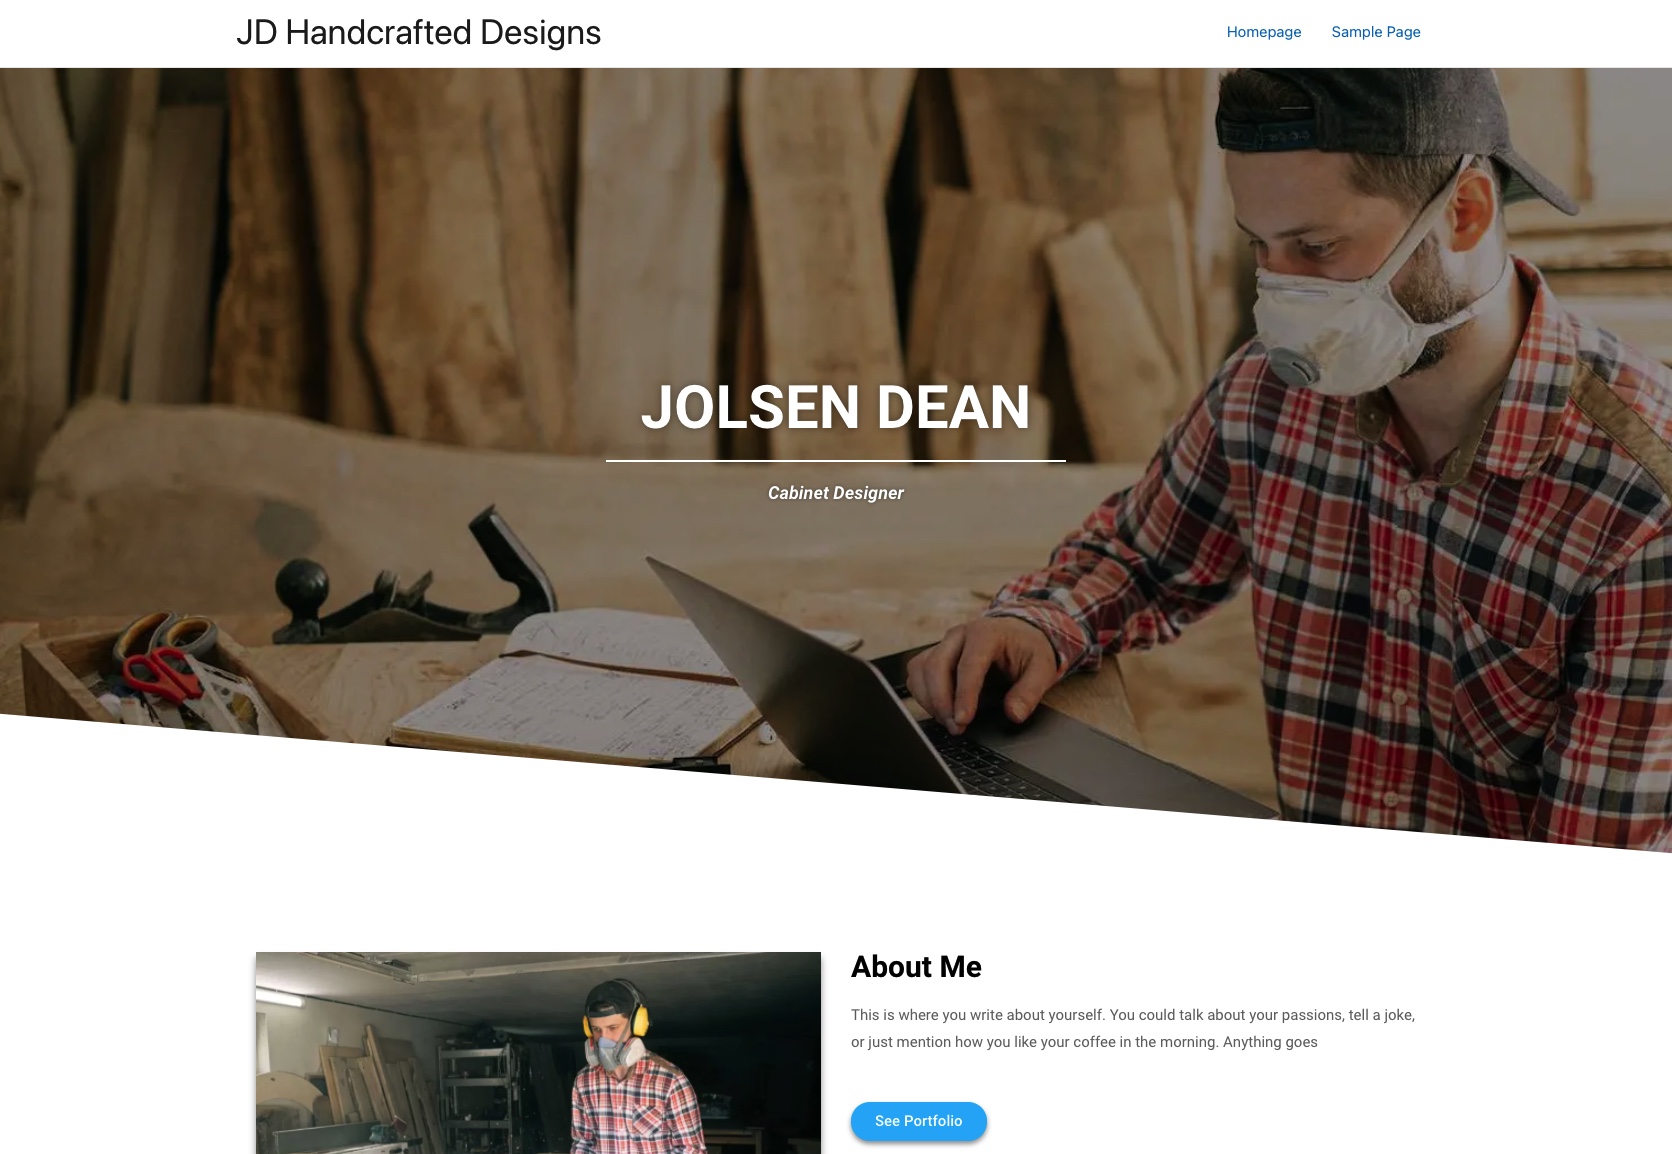 JD Handcrafted Designs
Homepage Sample Page
JOLSEN DEAN
Cabinet Designer
About Me
This is where you write about yourself. You could talk about your passions, tell a joke,
or just mention how you like your coffee in the morning. Anything goes
See Portfolio